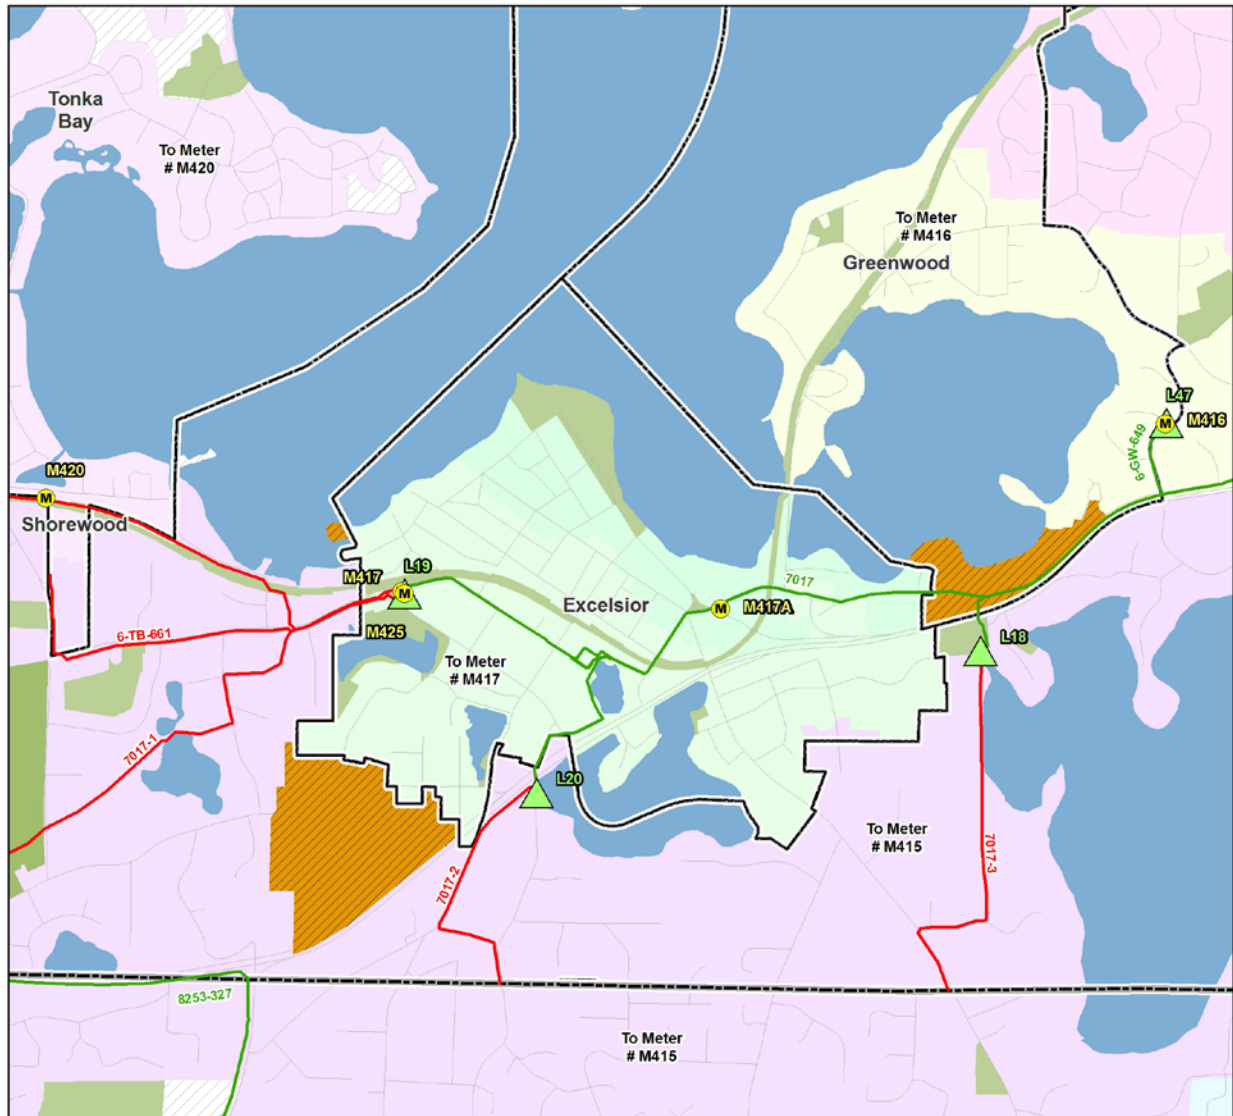 Tonka
Bay
To Meter
# M420
To Meter
# M416
Greenwood
L47
M416
6-GW-649
M420
Shorewood
M417
L19
7017
Excelsior
M417A
6-TB-661
M425
L18
To Meter
# M417
7017-1
L20
To Meter
# M415
7017-2
7017-3
8253-327
To Meter
# M415
M
M
M
M